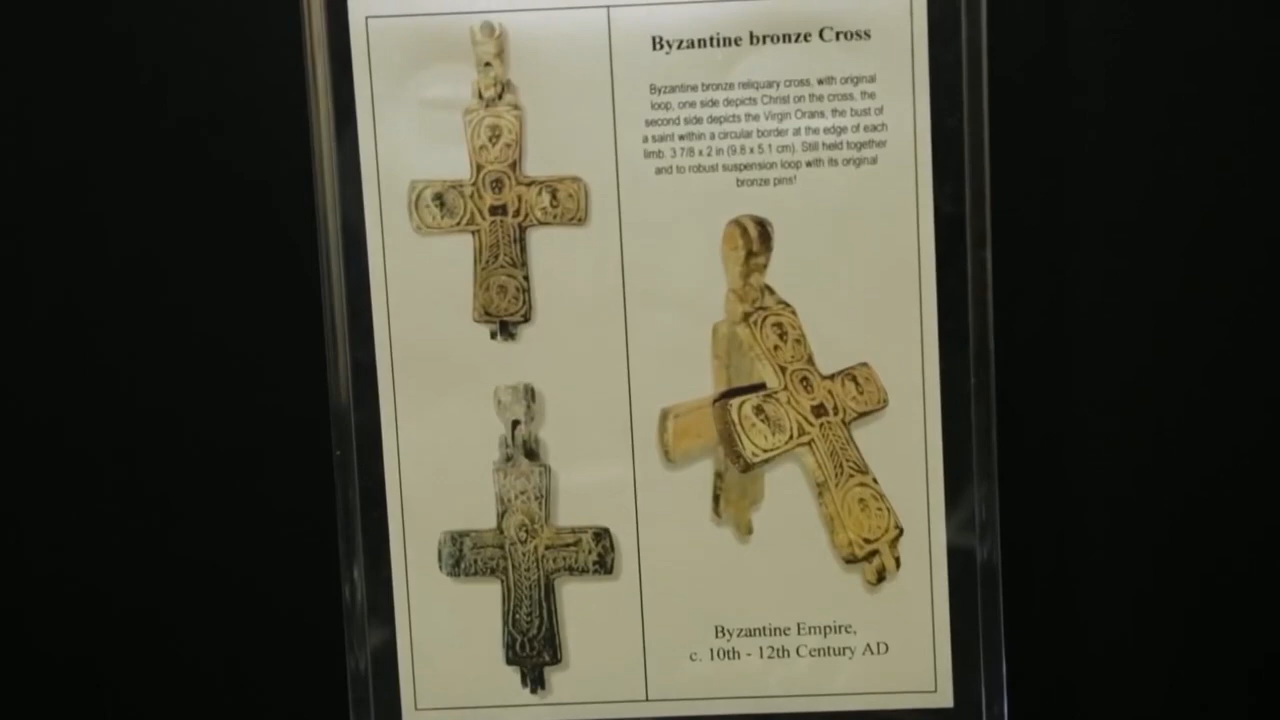 Byzantine bronze Cross
Byzantine bronze reliquary cross, with original
loop, one side depicts Christ on the cross, the
second side depicts the Virgin Orans, the bust of
a saint within a circular border at the edge of each
limb. 3 7/8 x 2 in (9.8 x 5.1 cm). Still held together
and to robust suspension loop with its original
bronze pins!
Byzantine Empire,
c. 10th - 12th Century AD